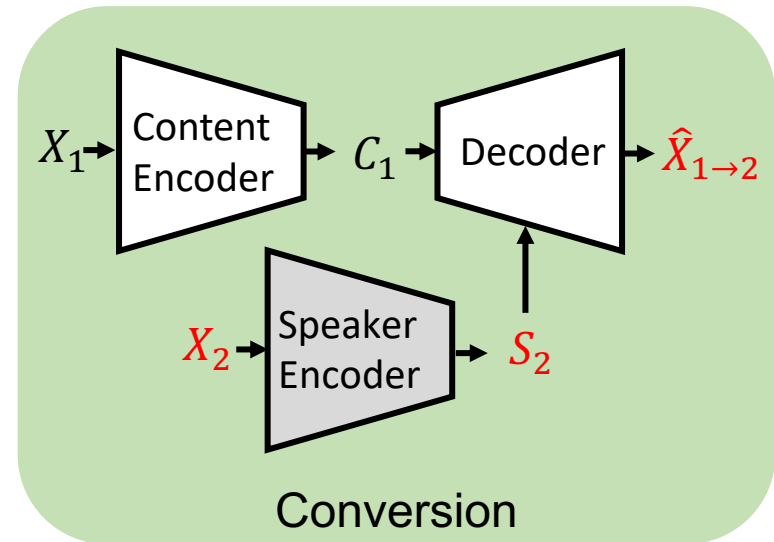 X₁
Content
Encoder
C₁
Decoder
X̂₁→₂
X₂
Speaker
Encoder
S₂
Conversion